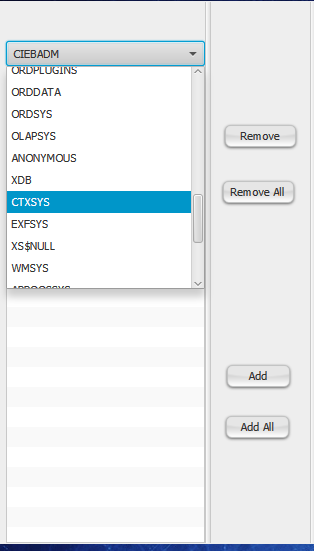 CIEBADM
ORDPLUGINS
ORDDATA
ORDSYS
OLAPSYS
ANONYMOUS
XDB
CTXSYS
EXFSYS
XS$NULL
WMSYS
Remove
Remove All
Add
Add All